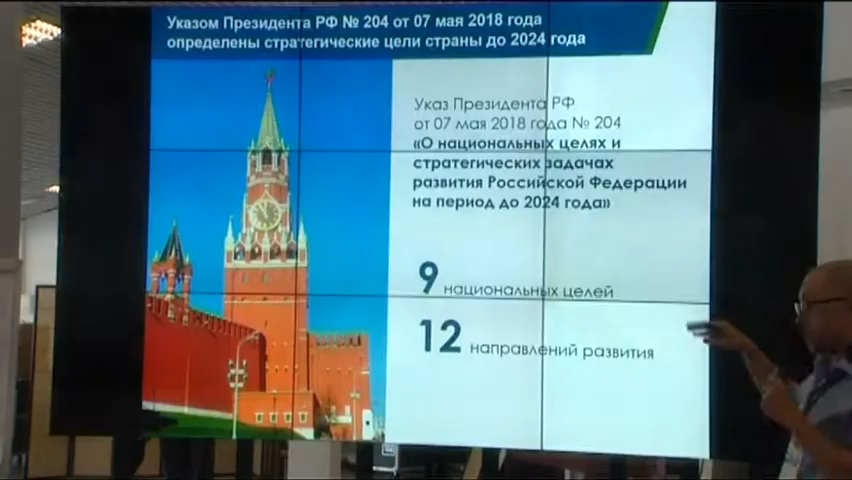 Указом Президента РФ № 204 от 07 мая 2018 года
определены стратегические цели страны до 2024 года
Указ Президента РФ
от 07 мая 2018 года № 204
«О национальных целях и
стратегических задачах
развития Российской Федерации
на период до 2024 года»
9 национальных целей
12 направлений развития